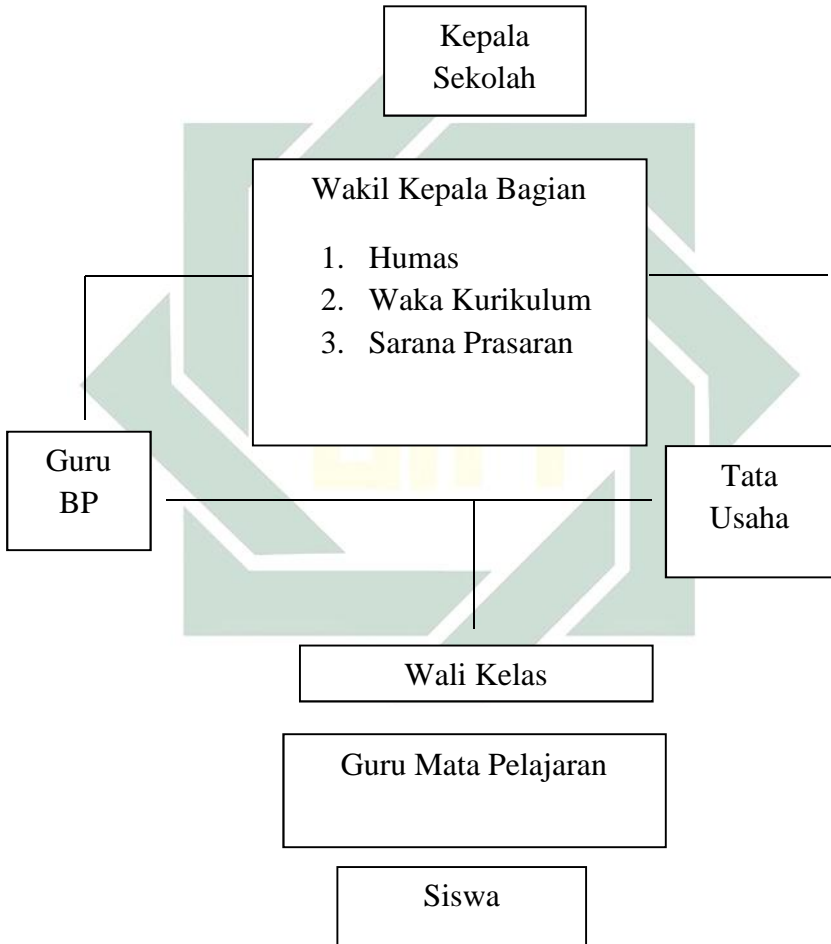 Kepala
Sekolah
Wakil Kepala Bagian
1. Humas
2. Waka Kurikulum
3. Sarana Prasaran
Guru
BP
Tata
Usaha
Wali Kelas
Guru Mata Pelajaran
Siswa